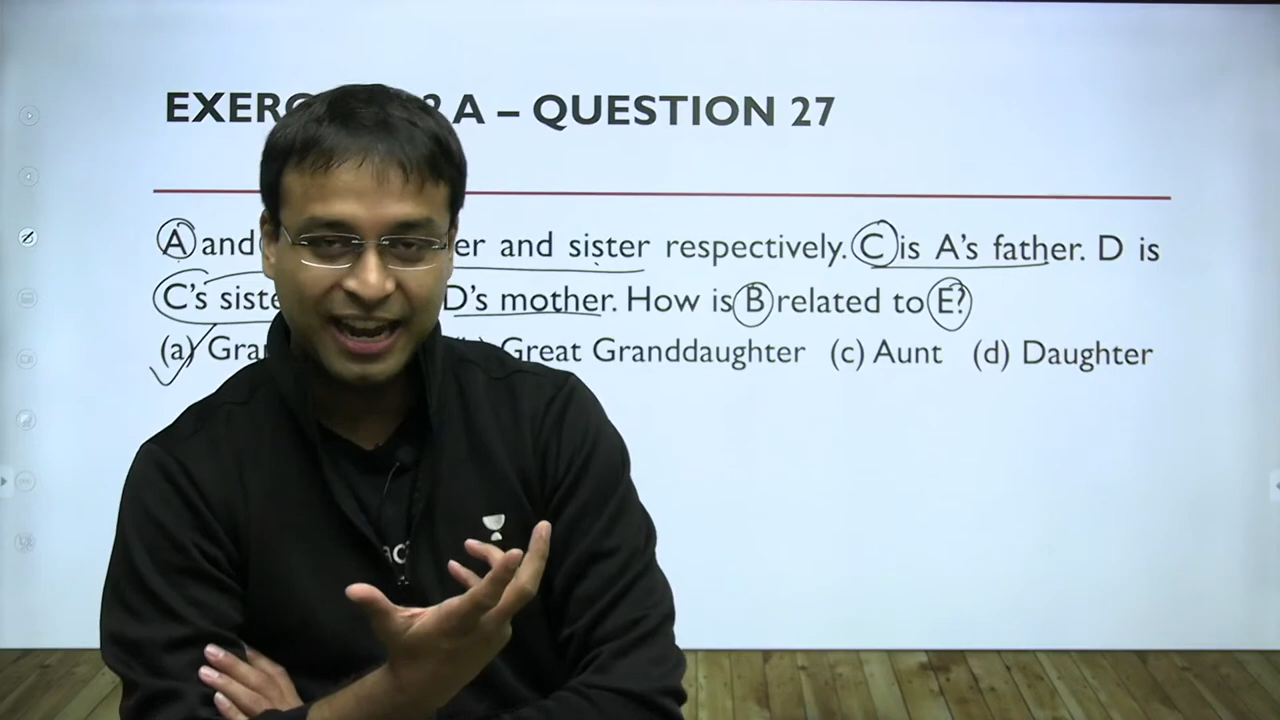 A – QUESTION 27
A and er and sister respectively. C is A's father. D is
C's siste D's mother. How is B related to E?
(a) Gra Great Granddaughter (c) Aunt (d) Daughter